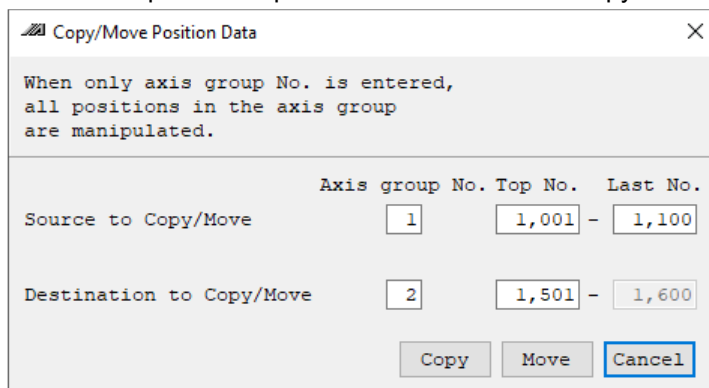 Copy/Move Position Data
When only axis group No. is entered,
all positions in the axis group
are manipulated.
Axis group No. Top No. Last No.
Source to Copy/Move 1 1,001 - 1,100
Destination to Copy/Move 2 1,501 - 1,600
Copy Move Cancel